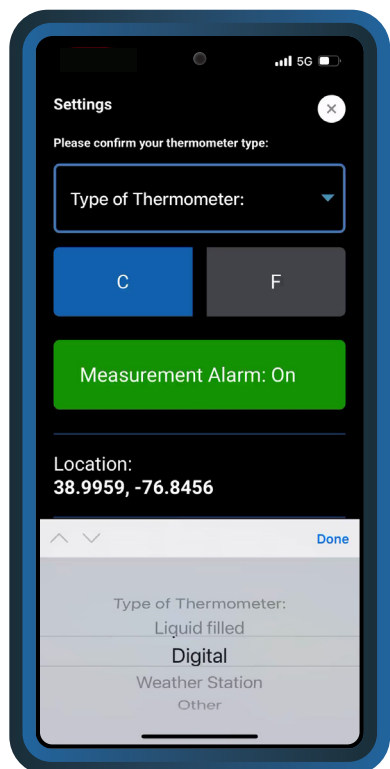 5G
Settings
Please confirm your thermometer type:
Type of Thermometer:
C F
Measurement Alarm: On
Location:
38.9959, -76.8456
Done
Type of Thermometer:
Liquid filled
Digital
Weather Station
Other